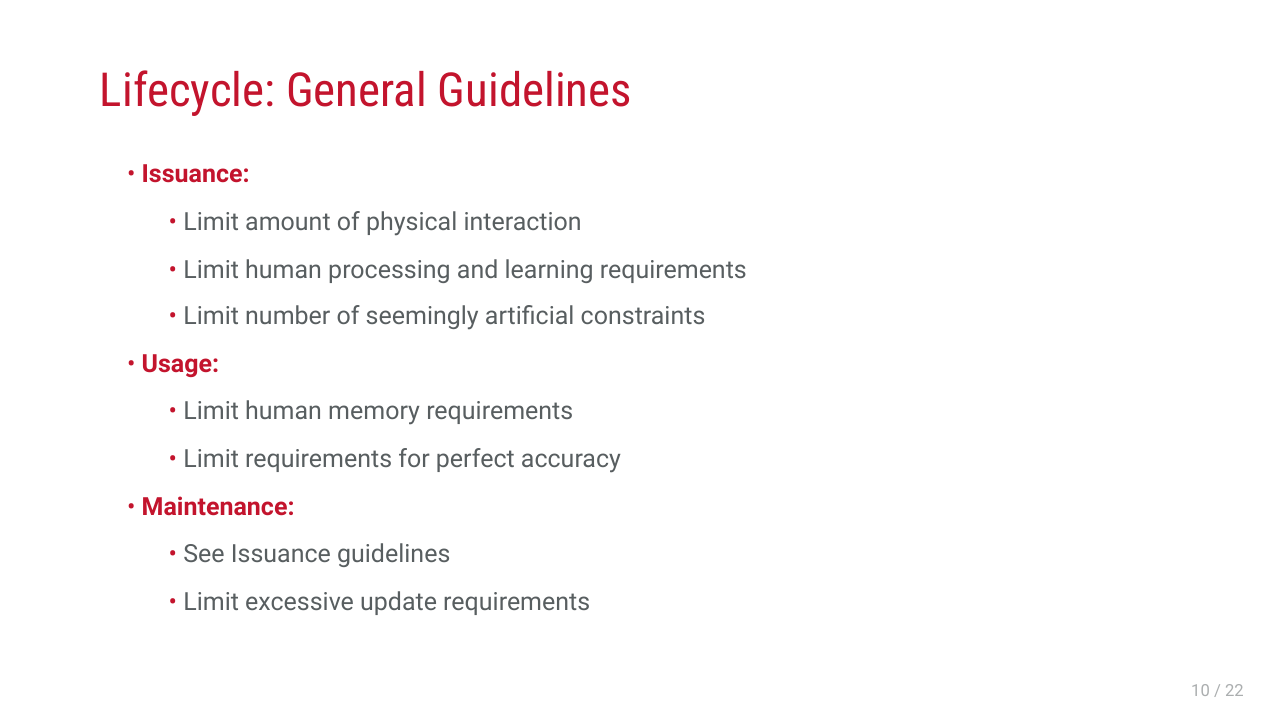 Lifecycle: General Guidelines
• Issuance:
• Limit amount of physical interaction
• Limit human processing and learning requirements
• Limit number of seemingly artificial constraints
• Usage:
• Limit human memory requirements
• Limit requirements for perfect accuracy
• Maintenance:
• See Issuance guidelines
• Limit excessive update requirements
10 / 22